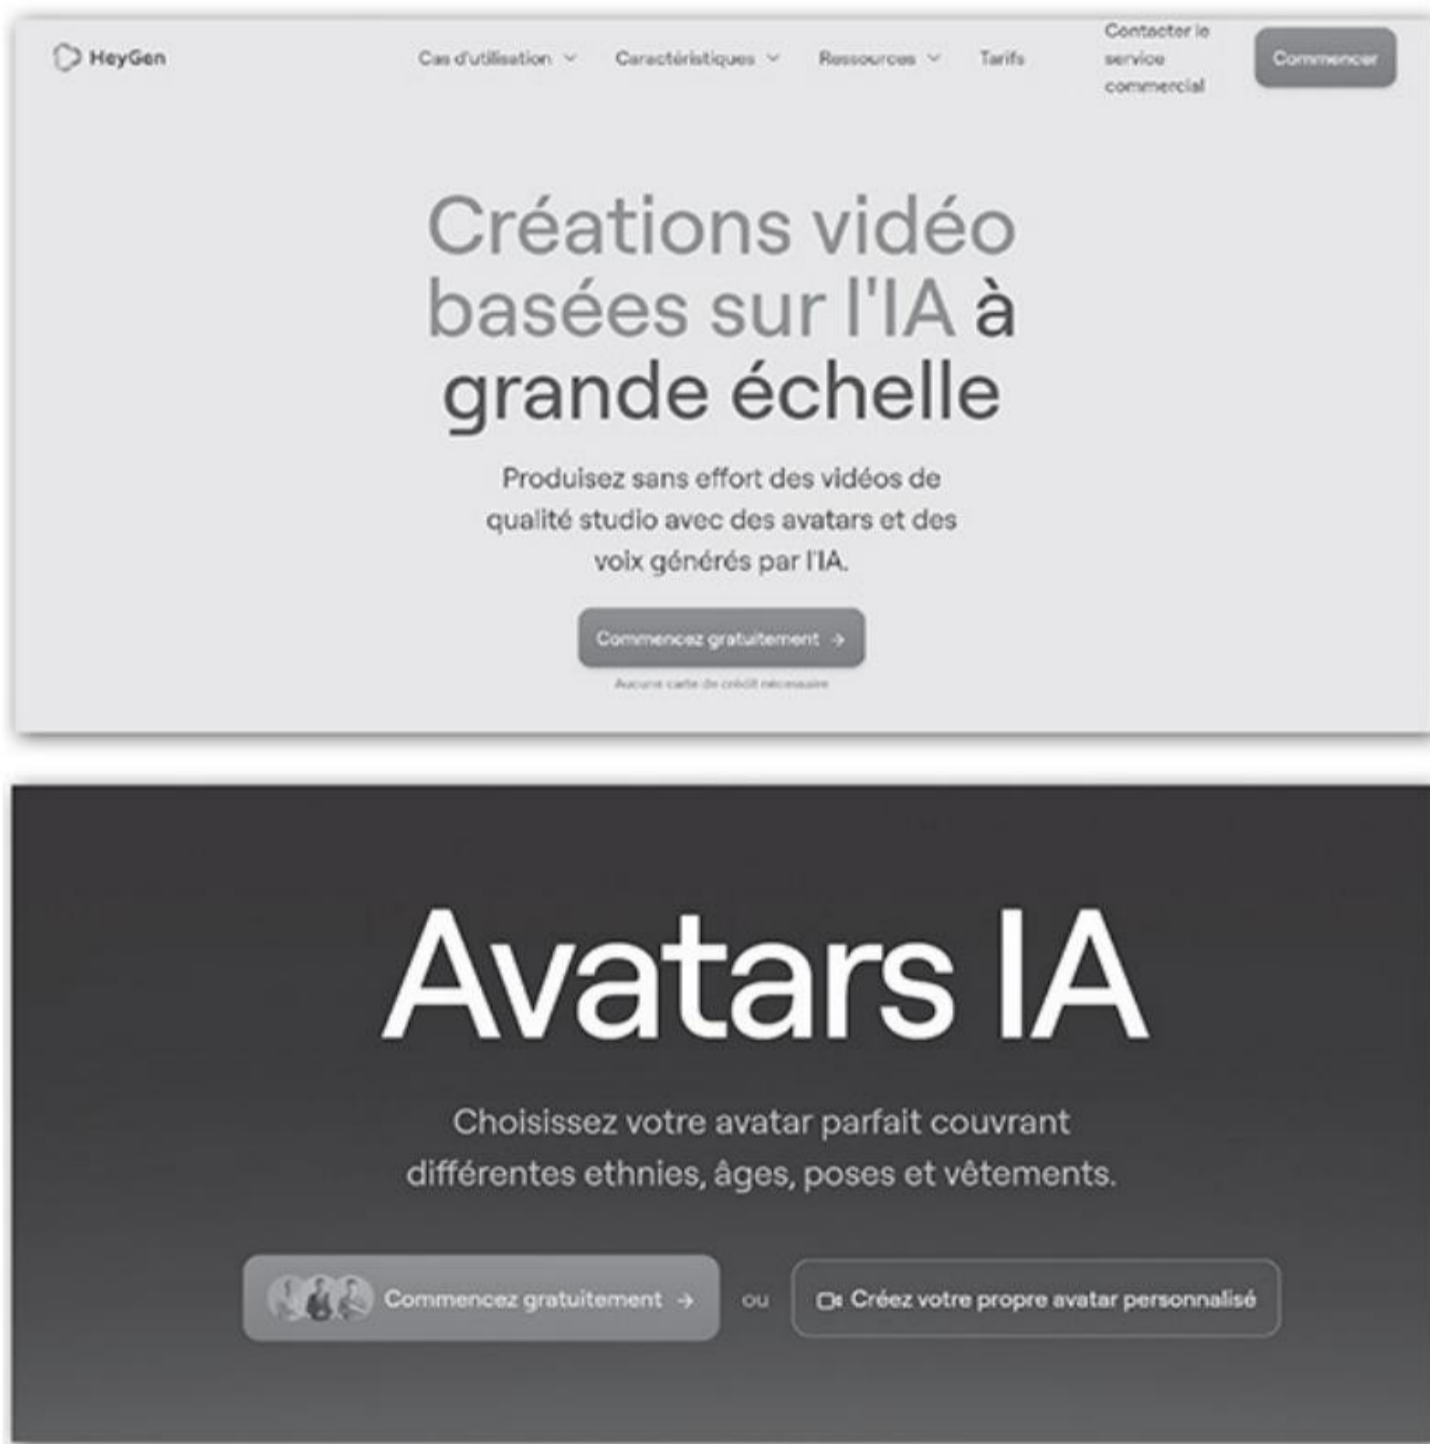 HeyGen
Cas d'utilisation
Caractéristiques
Ressources
Tarifs
Contacter le
service
commercial
Commencer
Créations vidéo
basées sur l'IA à
grande échelle
Produisez sans effort des vidéos de
qualité studio avec des avatars et des
voix générés par l'IA.
Commencez gratuitement →
Aucune carte de crédit nécessaire
Avatars IA
Choisissez votre avatar parfait couvrant
différentes ethnies, âges, poses et vêtements.
Commencez gratuitement →
ou
Créez votre propre avatar personnalisé